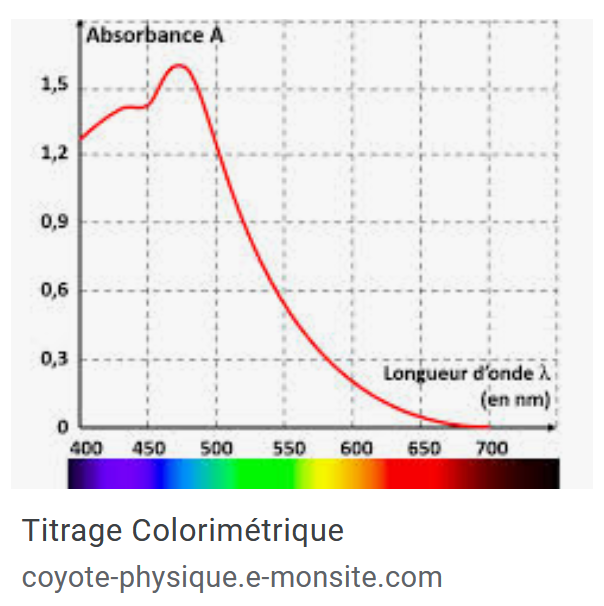 Absorbance A
1,5
1,2
0,9
0,6
0,3
Longueur d'onde λ
(en nm)
0
400 450 500 550 600 650 700
Titrage Colorimétrique
coyote-physique.e-monsite.com